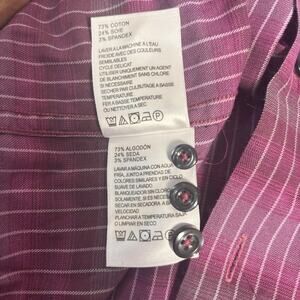 73% COTON
24% SOIE
3% SPANDEX
LAVER A LA MACHINE A L'EAU
FROIDE AVEC DES COULEURS
SEMBLABLES
CYCLE DELICAT
UTILISER UNIQUEMENT UN AGENT
DE BLANCHIMENT SANS CHLORE
SI NECESSAIRE
SECHER PAR CULBUTAGE A BASSE
TEMPERATURE
FER A BASSE TEMPERATURE
OU NETTOYER A SEC
73% ALGODÓN
24% SEDA
3% SPANDEX
LAVAR A MÁQUINA CON AGUA
FRIA, JUNTO A PRENDAS DE
COLORES SIMILARES Y EN CICLO
SUAVE DE LAVADO.
BLANQUEADOR SIN CLORO
SOLAMENTE, SI ES NECESARIO
SECAR EN SECADORA A BAJA
VELOCIDAD
PLANCHAR A TEMPERATURA BAJA
O LIMPIO EN SECO